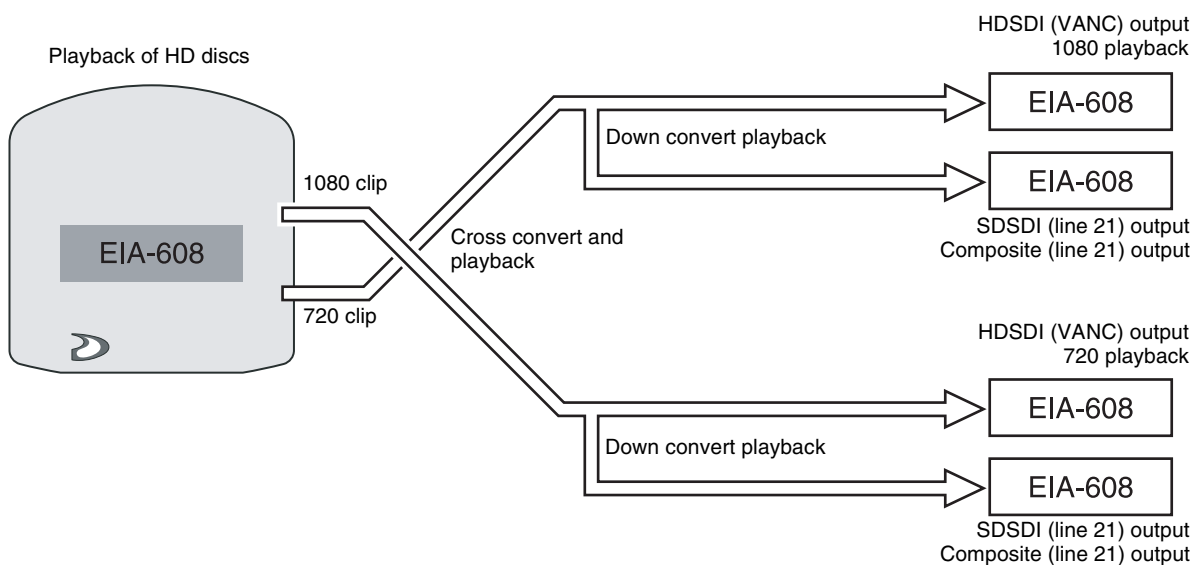 Playback of HD discs
EIA-608
1080 clip
720 clip
Cross convert and
playback
Down convert playback
HDSDI (VANC) output
1080 playback
EIA-608
EIA-608
SDSDI (line 21) output
Composite (line 21) output
Down convert playback
HDSDI (VANC) output
720 playback
EIA-608
EIA-608
SDSDI (line 21) output
Composite (line 21) output